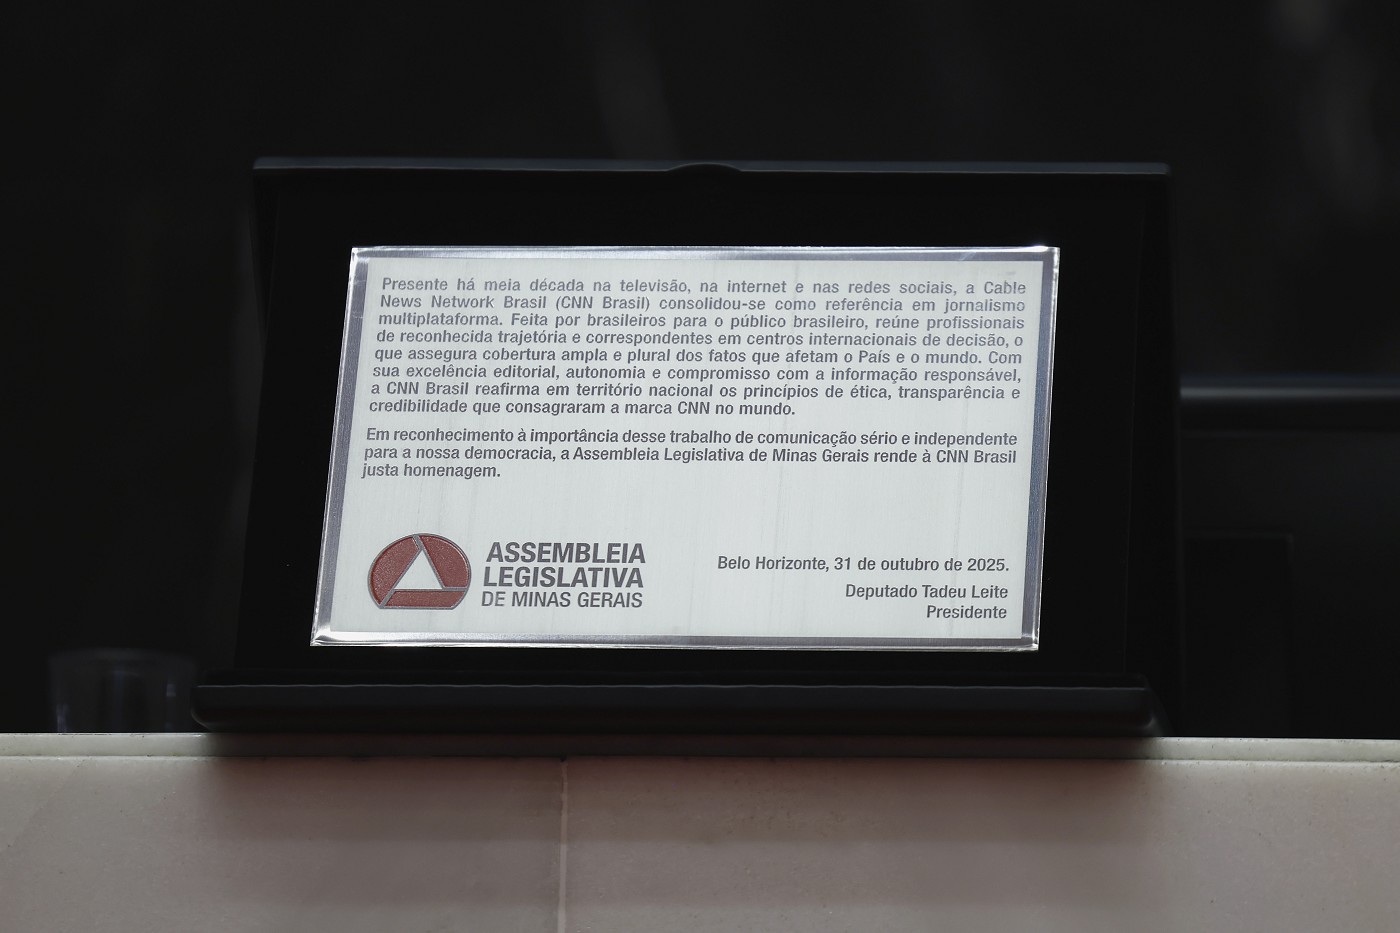 Presente há meia década na televisão, na internet e nas redes sociais, a Cable
News Network Brasil (CNN Brasil) consolidou-se como referência em jornalismo
multiplataforma. Feita por brasileiros para o público brasileiro, reúne profissionais
de reconhecida trajetória e correspondentes em centros internacionais de decisão, o
que assegura cobertura ampla e plural dos fatos que afetam o País e o mundo. Com
sua excelência editorial, autonomia e compromisso com a informação responsável,
a CNN Brasil reafirma em território nacional os princípios de ética, transparência e
credibilidade que consagraram a marca CNN no mundo.
Em reconhecimento à importância desse trabalho de comunicação sério e independente
para a nossa democracia, a Assembleia Legislativa de Minas Gerais rende à CNN Brasil
justa homenagem.
ASSEMBLEIA
LEGISLATIVA
DE MINAS GERAIS
Belo Horizonte, 31 de outubro de 2025.
Deputado Tadeu Leite
Presidente